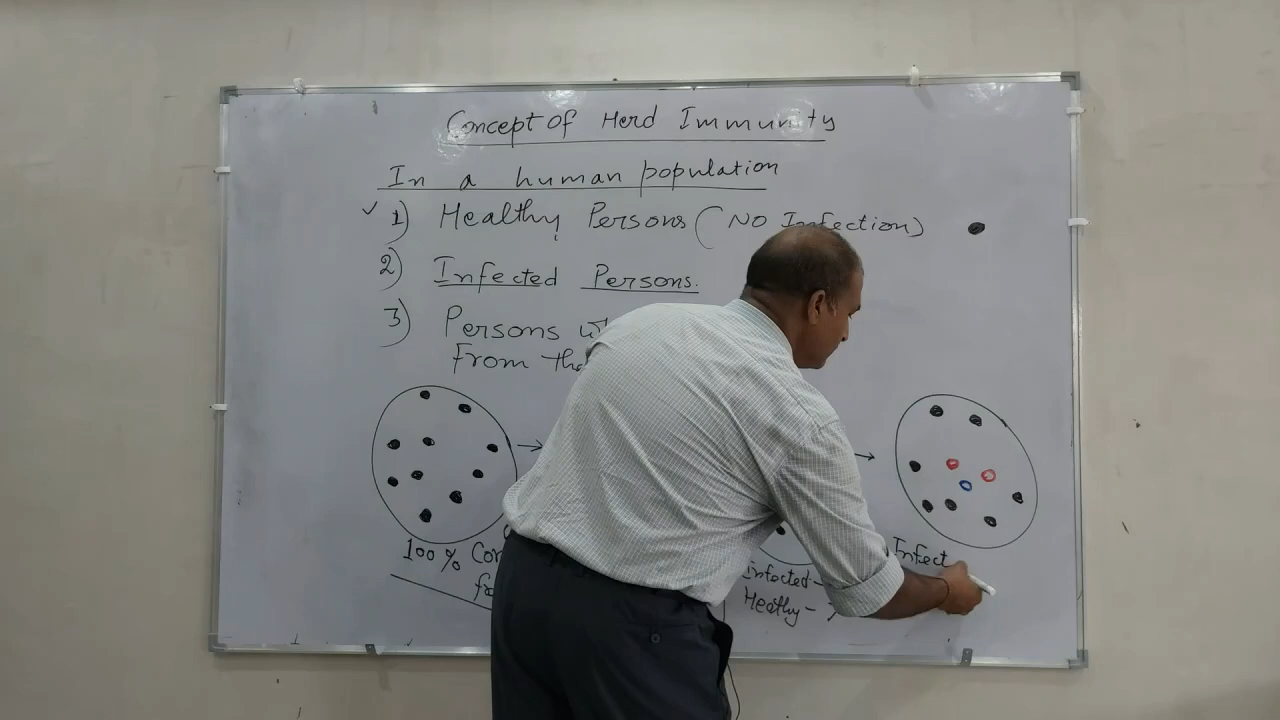 Concept of Herd Immunity
In a human population
✓ 1) Healthy Persons (No Infection)
2) Infected Persons.
3) Persons
From the
100 %
Infected -
Healthy -
Infect